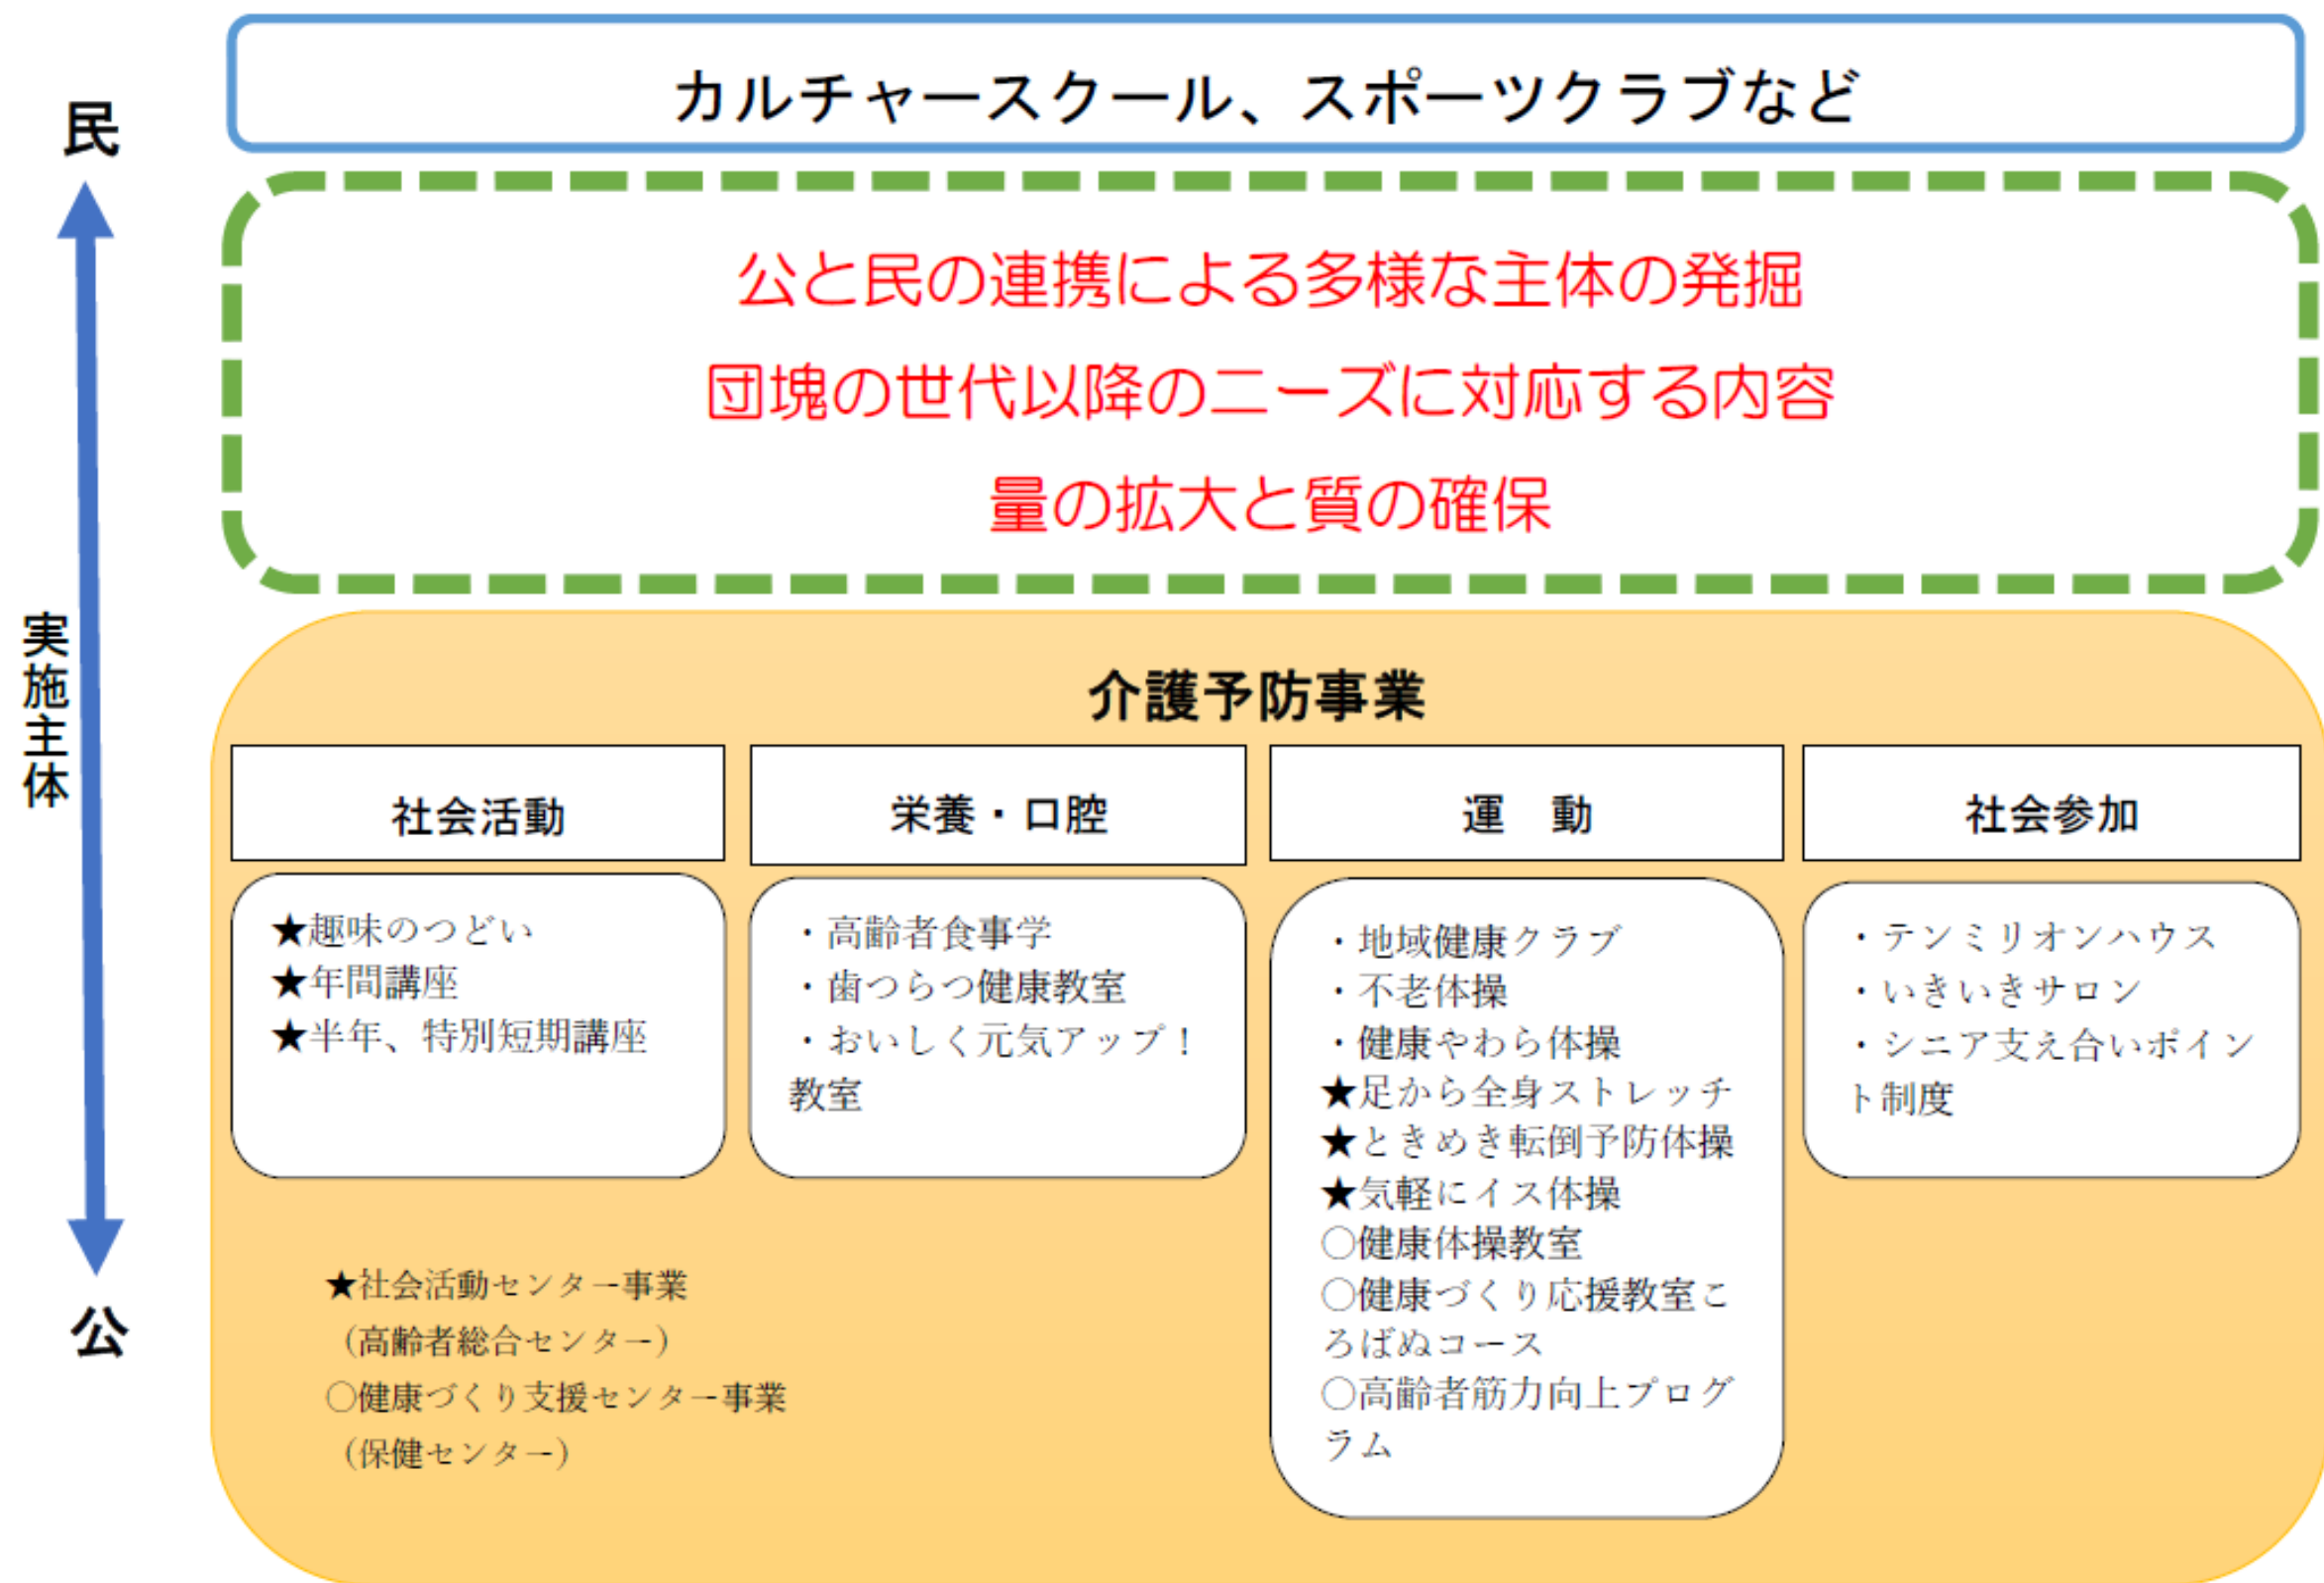 民
カルチャースクール、スポーツクラブなど
公と民の連携による多様な主体の発掘
団塊の世代以降のニーズに対応する内容
量の拡大と質の確保
実施主体
公
介護予防事業
社会活動
★趣味のつどい
★年間講座
★半年、特別短期講座
栄養・口腔
・高齢者食事学
・歯つらつ健康教室
・おいしく元気アップ！
教室
運　動
・地域健康クラブ
・不老体操
・健康やわら体操
★足から全身ストレッチ
★ときめき転倒予防体操
★気軽にイス体操
○健康体操教室
○健康づくり応援教室こ
ろばぬコース
○高齢者筋力向上プログ
ラム
社会参加
・テンミリオンハウス
・いきいきサロン
・シニア支え合いポイン
ト制度
★社会活動センター事業
（高齢者総合センター）
○健康づくり支援センター事業
（保健センター）